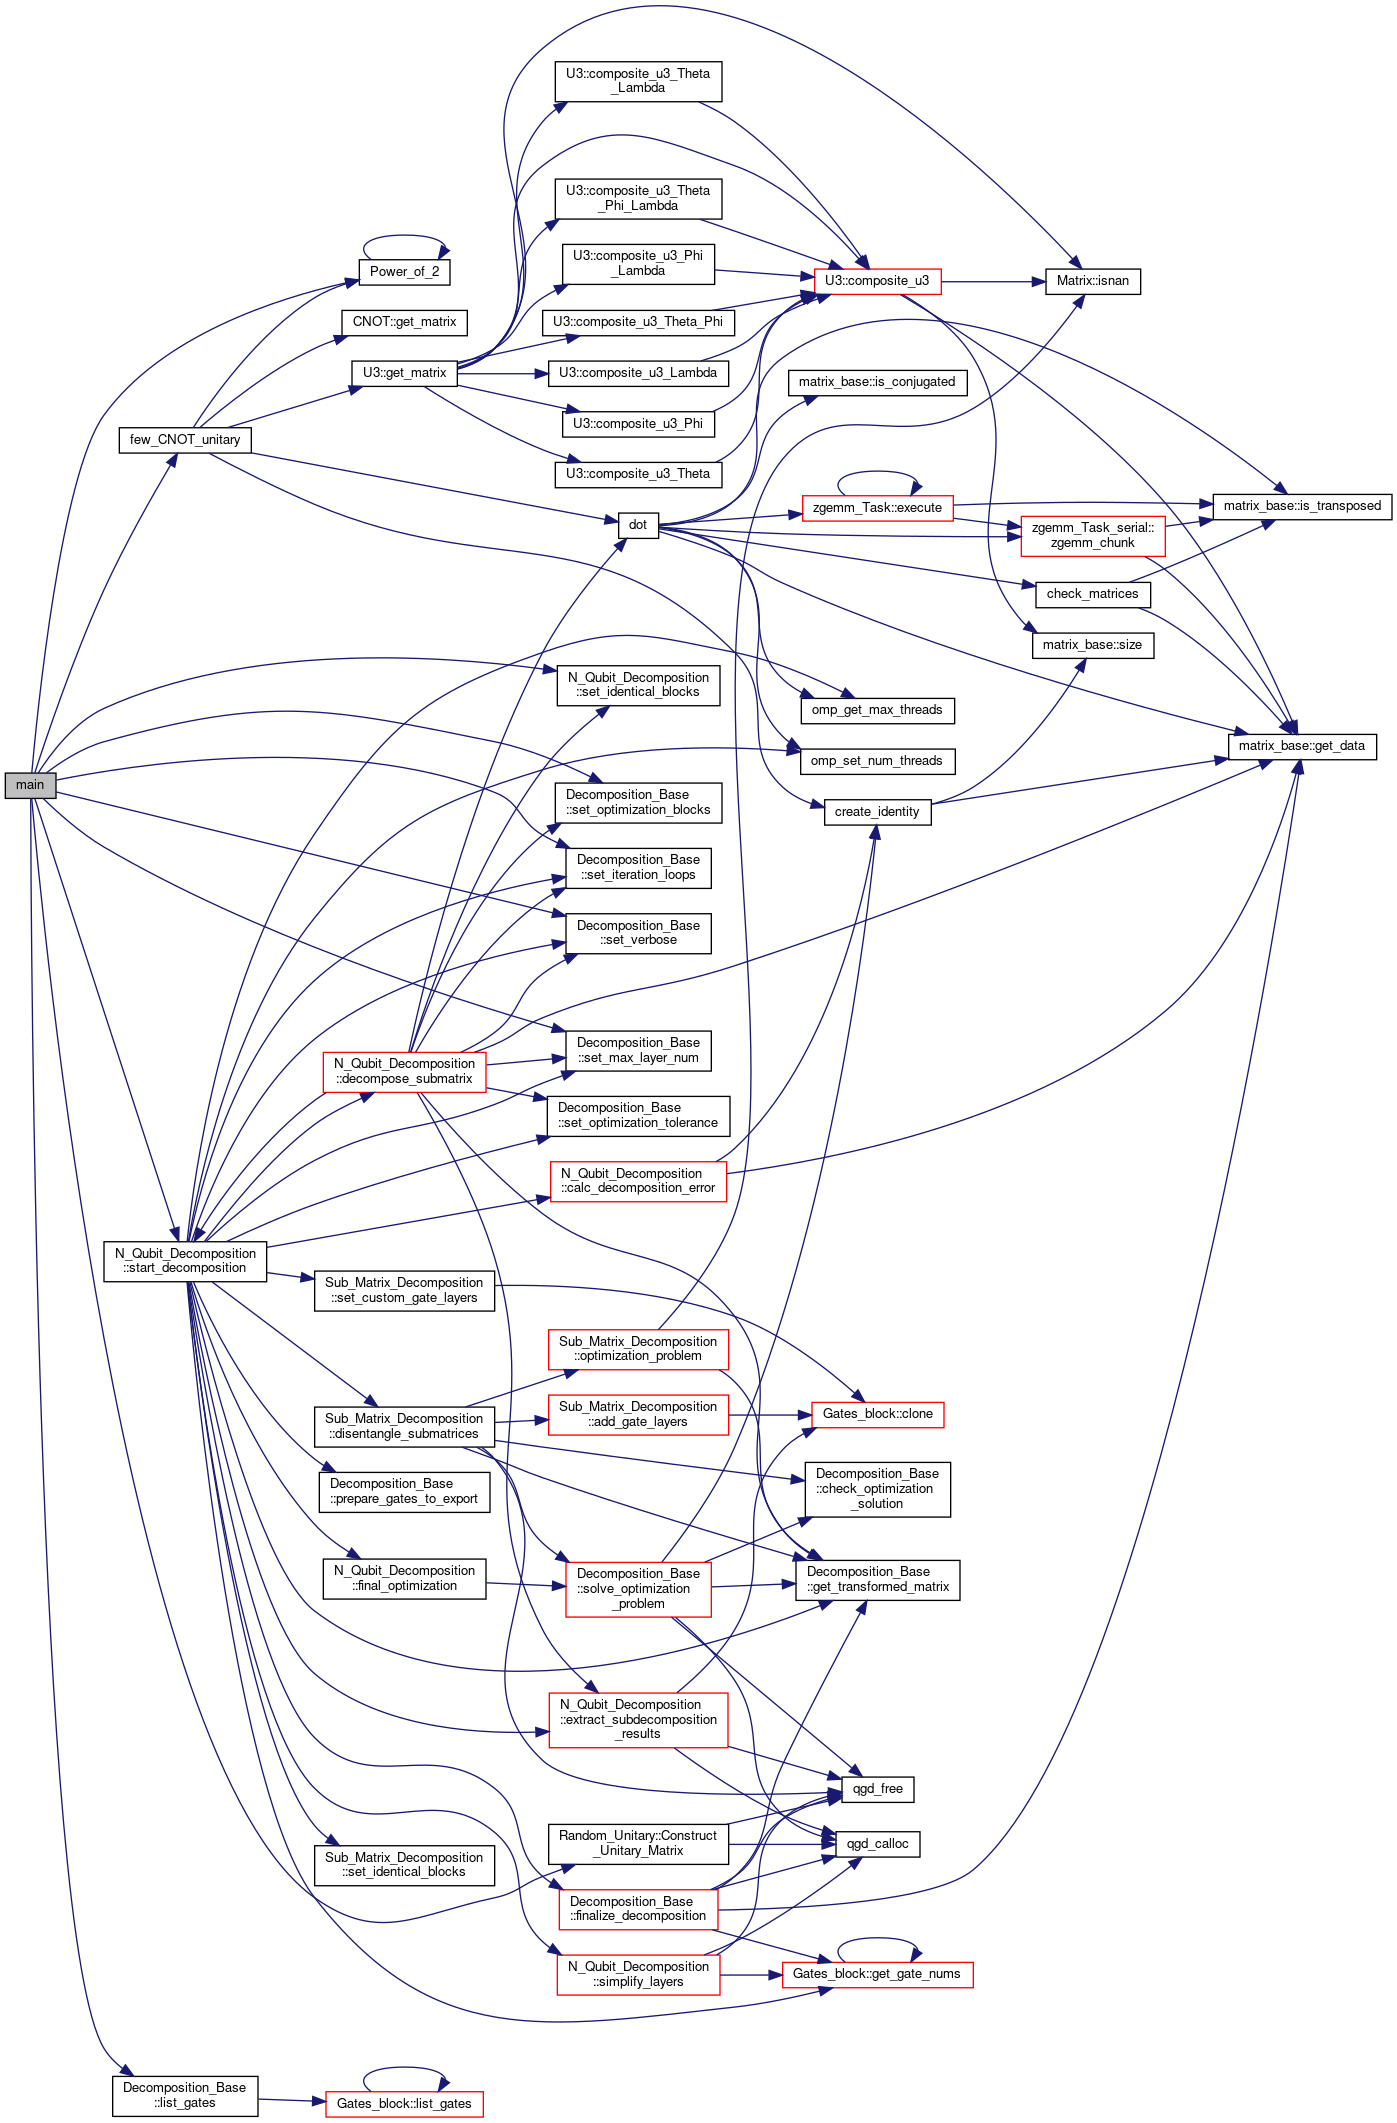 U3::composite_u3_Theta
_Lambda
U3::composite_u3_Theta
_Phi_Lambda
U3::composite_u3_Phi
_Lambda
Power_of_2
U3::composite_u3
Matrix::isnan
CNOT::get_matrix
U3::composite_u3_Theta_Phi
U3::get_matrix
U3::composite_u3_Lambda
matrix_base::is_conjugated
U3::composite_u3_Phi
few_CNOT_unitary
U3::composite_u3_Theta
zgemm_Task::execute
matrix_base::is_transposed
dot
zgemm_Task_serial::
zgemm_chunk
check_matrices
matrix_base::size
N_Qubit_Decomposition
::set_identical_blocks
omp_get_max_threads
matrix_base::get_data
omp_set_num_threads
main
Decomposition_Base
::set_optimization_blocks
create_identity
Decomposition_Base
::set_iteration_loops
Decomposition_Base
::set_verbose
Decomposition_Base
::set_max_layer_num
N_Qubit_Decomposition
::decompose_submatrix
Decomposition_Base
::set_optimization_tolerance
N_Qubit_Decomposition
::calc_decomposition_error
N_Qubit_Decomposition
::start_decomposition
Sub_Matrix_Decomposition
::set_custom_gate_layers
Sub_Matrix_Decomposition
::optimization_problem
Sub_Matrix_Decomposition
::add_gate_layers
Gates_block::clone
Sub_Matrix_Decomposition
::disentangle_submatrices
Decomposition_Base
::check_optimization
_solution
Decomposition_Base
::prepare_gates_to_export
N_Qubit_Decomposition
::final_optimization
Decomposition_Base
::solve_optimization
_problem
Decomposition_Base
::get_transformed_matrix
N_Qubit_Decomposition
::extract_subdecomposition
_results
qgd_free
Random_Unitary::Construct
_Unitary_Matrix
qgd_calloc
Sub_Matrix_Decomposition
::set_identical_blocks
Decomposition_Base
::finalize_decomposition
N_Qubit_Decomposition
::simplify_layers
Gates_block::get_gate_nums
Decomposition_Base
::list_gates
Gates_block::list_gates